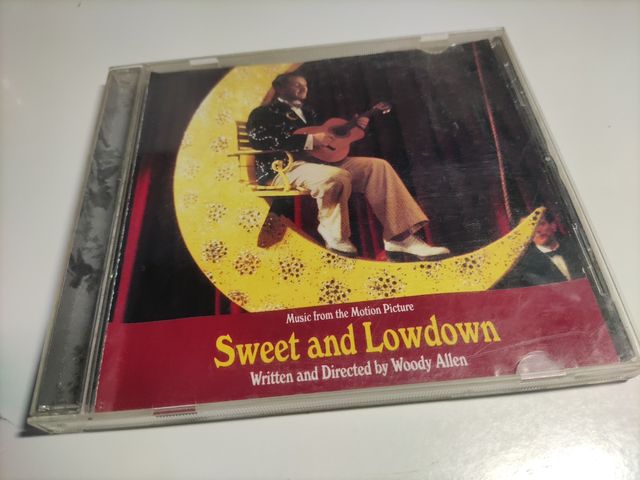 Music from the Motion Picture
Sweet and Lowdown
Written and Directed by Woody Allen